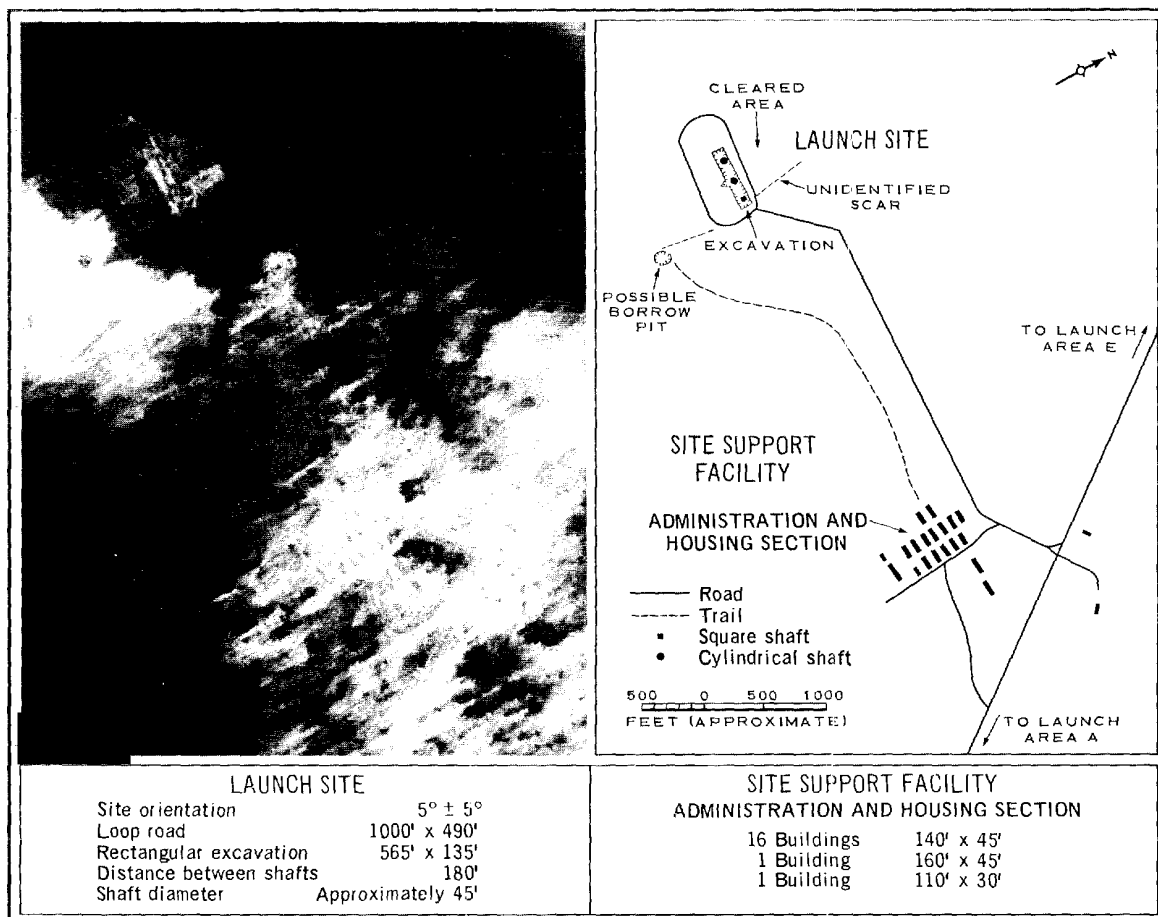 N
CLEARED
AREA
LAUNCH SITE
UNIDENTIFIED
SCAR
EXCAVATION
POSSIBLE
BORROW
PIT
TO LAUNCH
AREA E
SITE SUPPORT
FACILITY
ADMINISTRATION AND
HOUSING SECTION
Road
Trail
Square shaft
Cylindrical shaft
500 0 500 1000
FEET (APPROXIMATE)
TO LAUNCH
AREA A
LAUNCH SITE
Site orientation 5° ± 5°
Loop road 1000' x 490'
Rectangular excavation 565' x 135'
Distance between shafts 180'
Shaft diameter Approximately 45'
SITE SUPPORT FACILITY
ADMINISTRATION AND HOUSING SECTION
16 Buildings 140' x 45'
1 Building 160' x 45'
1 Building 110' x 30'